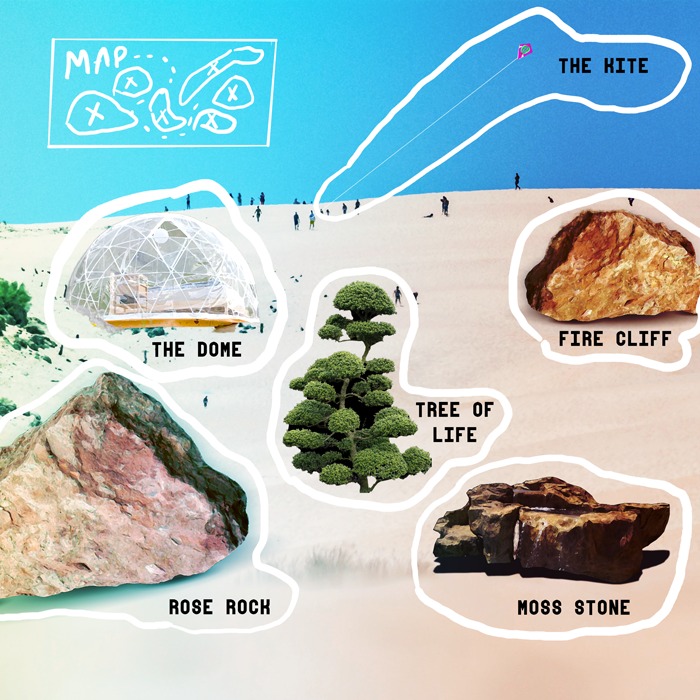 MAP
THE KITE
THE DOME
FIRE CLIFF
TREE OF
LIFE
ROSE ROCK
MOSS STONE